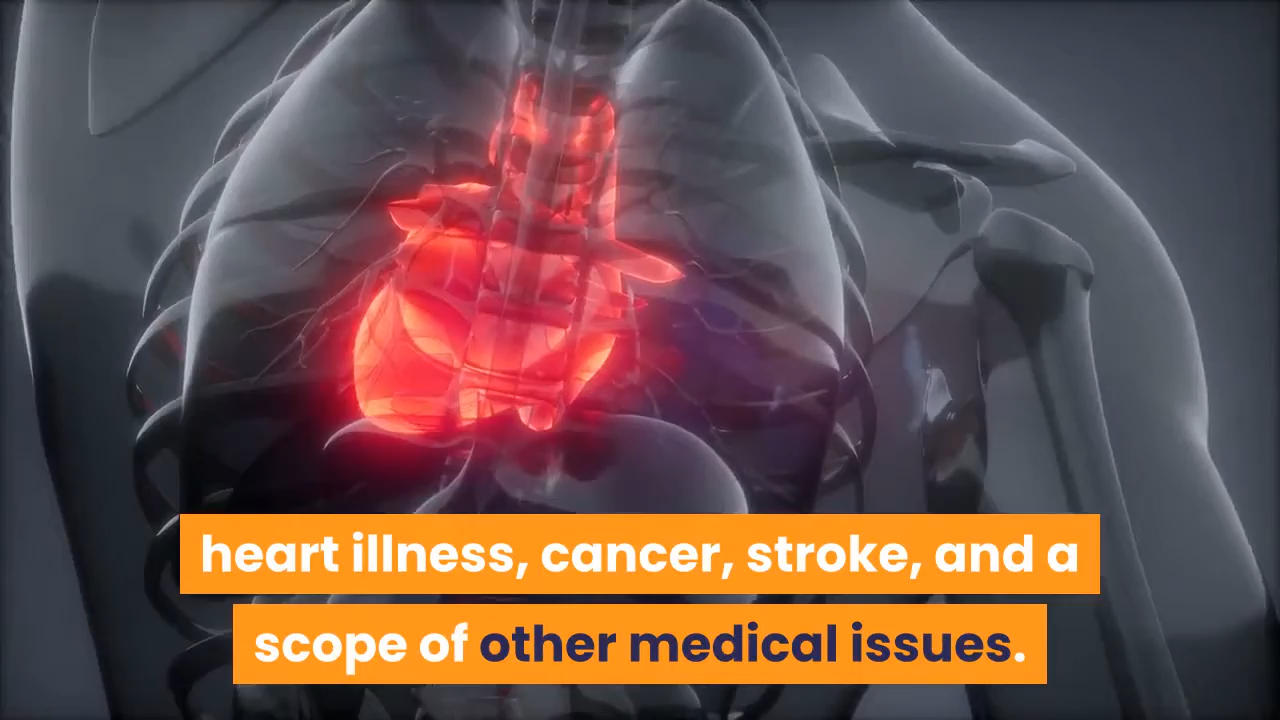 heart illness, cancer, stroke, and a
scope of other medical issues.